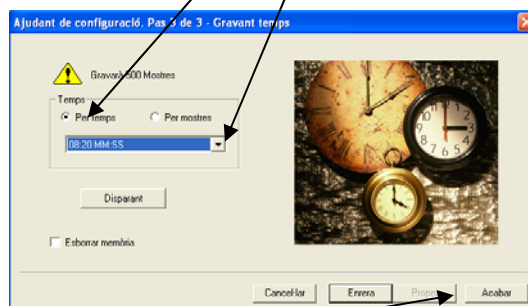 Ajudant de configuració. Pas 3 de 3 - Gravant temps
Gravarà 500 Mostres
Temps
Per temps
Per mostres
08:20 MM:SS
Disparant
Esborrar memòria
Cancel·lar
Enrera
Acabar